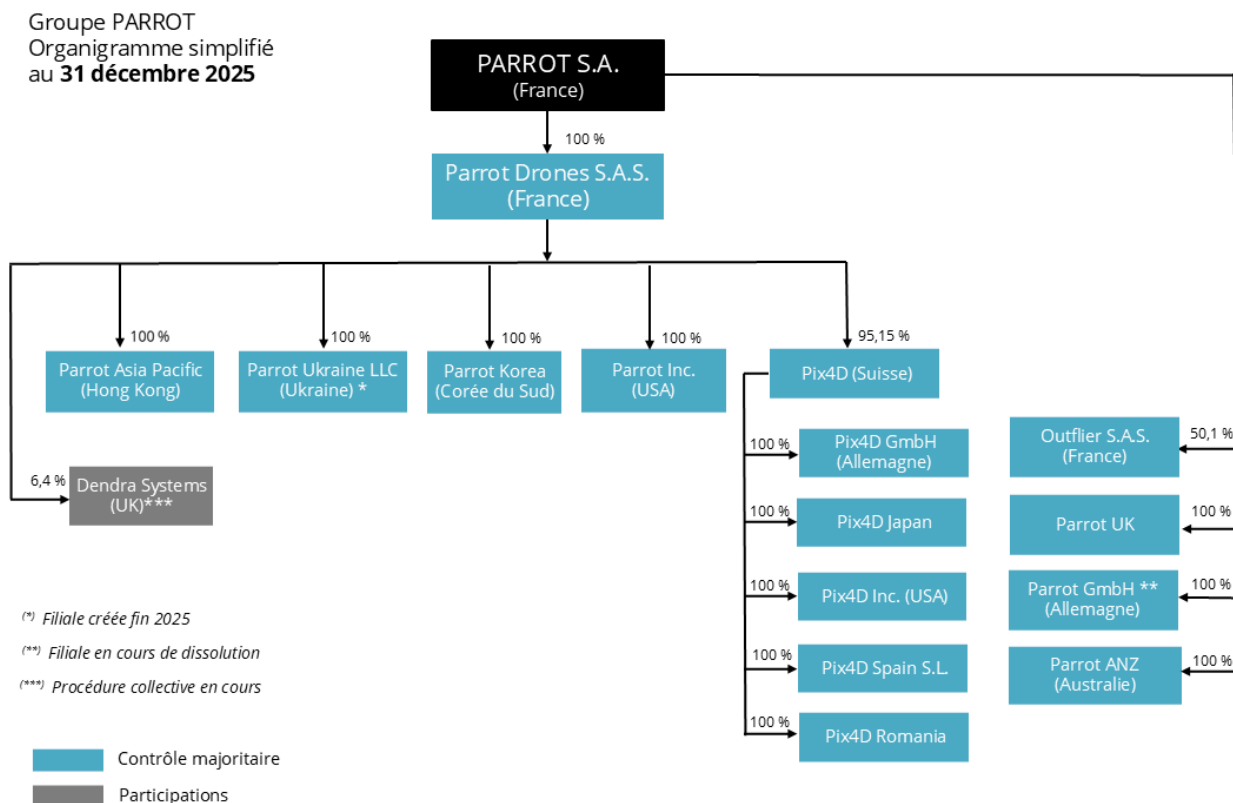 Groupe PARROT
Organigramme simplifié
au 31 décembre 2025
PARROT S.A.
(France)
100 %
Parrot Drones S.A.S.
(France)
100 %
100 %
100 %
100 %
95,15 %
Parrot Asia Pacific
(Hong Kong)
Parrot Ukraine LLC
(Ukraine) *
Parrot Korea
(Corée du Sud)
Parrot Inc.
(USA)
Pix4D (Suisse)
6,4 %
Dendra Systems
(UK)***
100 %
Pix4D GmbH
(Allemagne)
100 %
Pix4D Japan
100 %
Pix4D Inc. (USA)
100 %
Pix4D Spain S.L.
100 %
Pix4D Romania
Outflier S.A.S.
(France)
50,1 %
Parrot UK
100 %
Parrot GmbH **
(Allemagne)
100 %
Parrot ANZ
(Australie)
100 %
(*) Filiale créée fin 2025
(**) Filiale en cours de dissolution
(***) Procédure collective en cours
Contrôle majoritaire
Participations